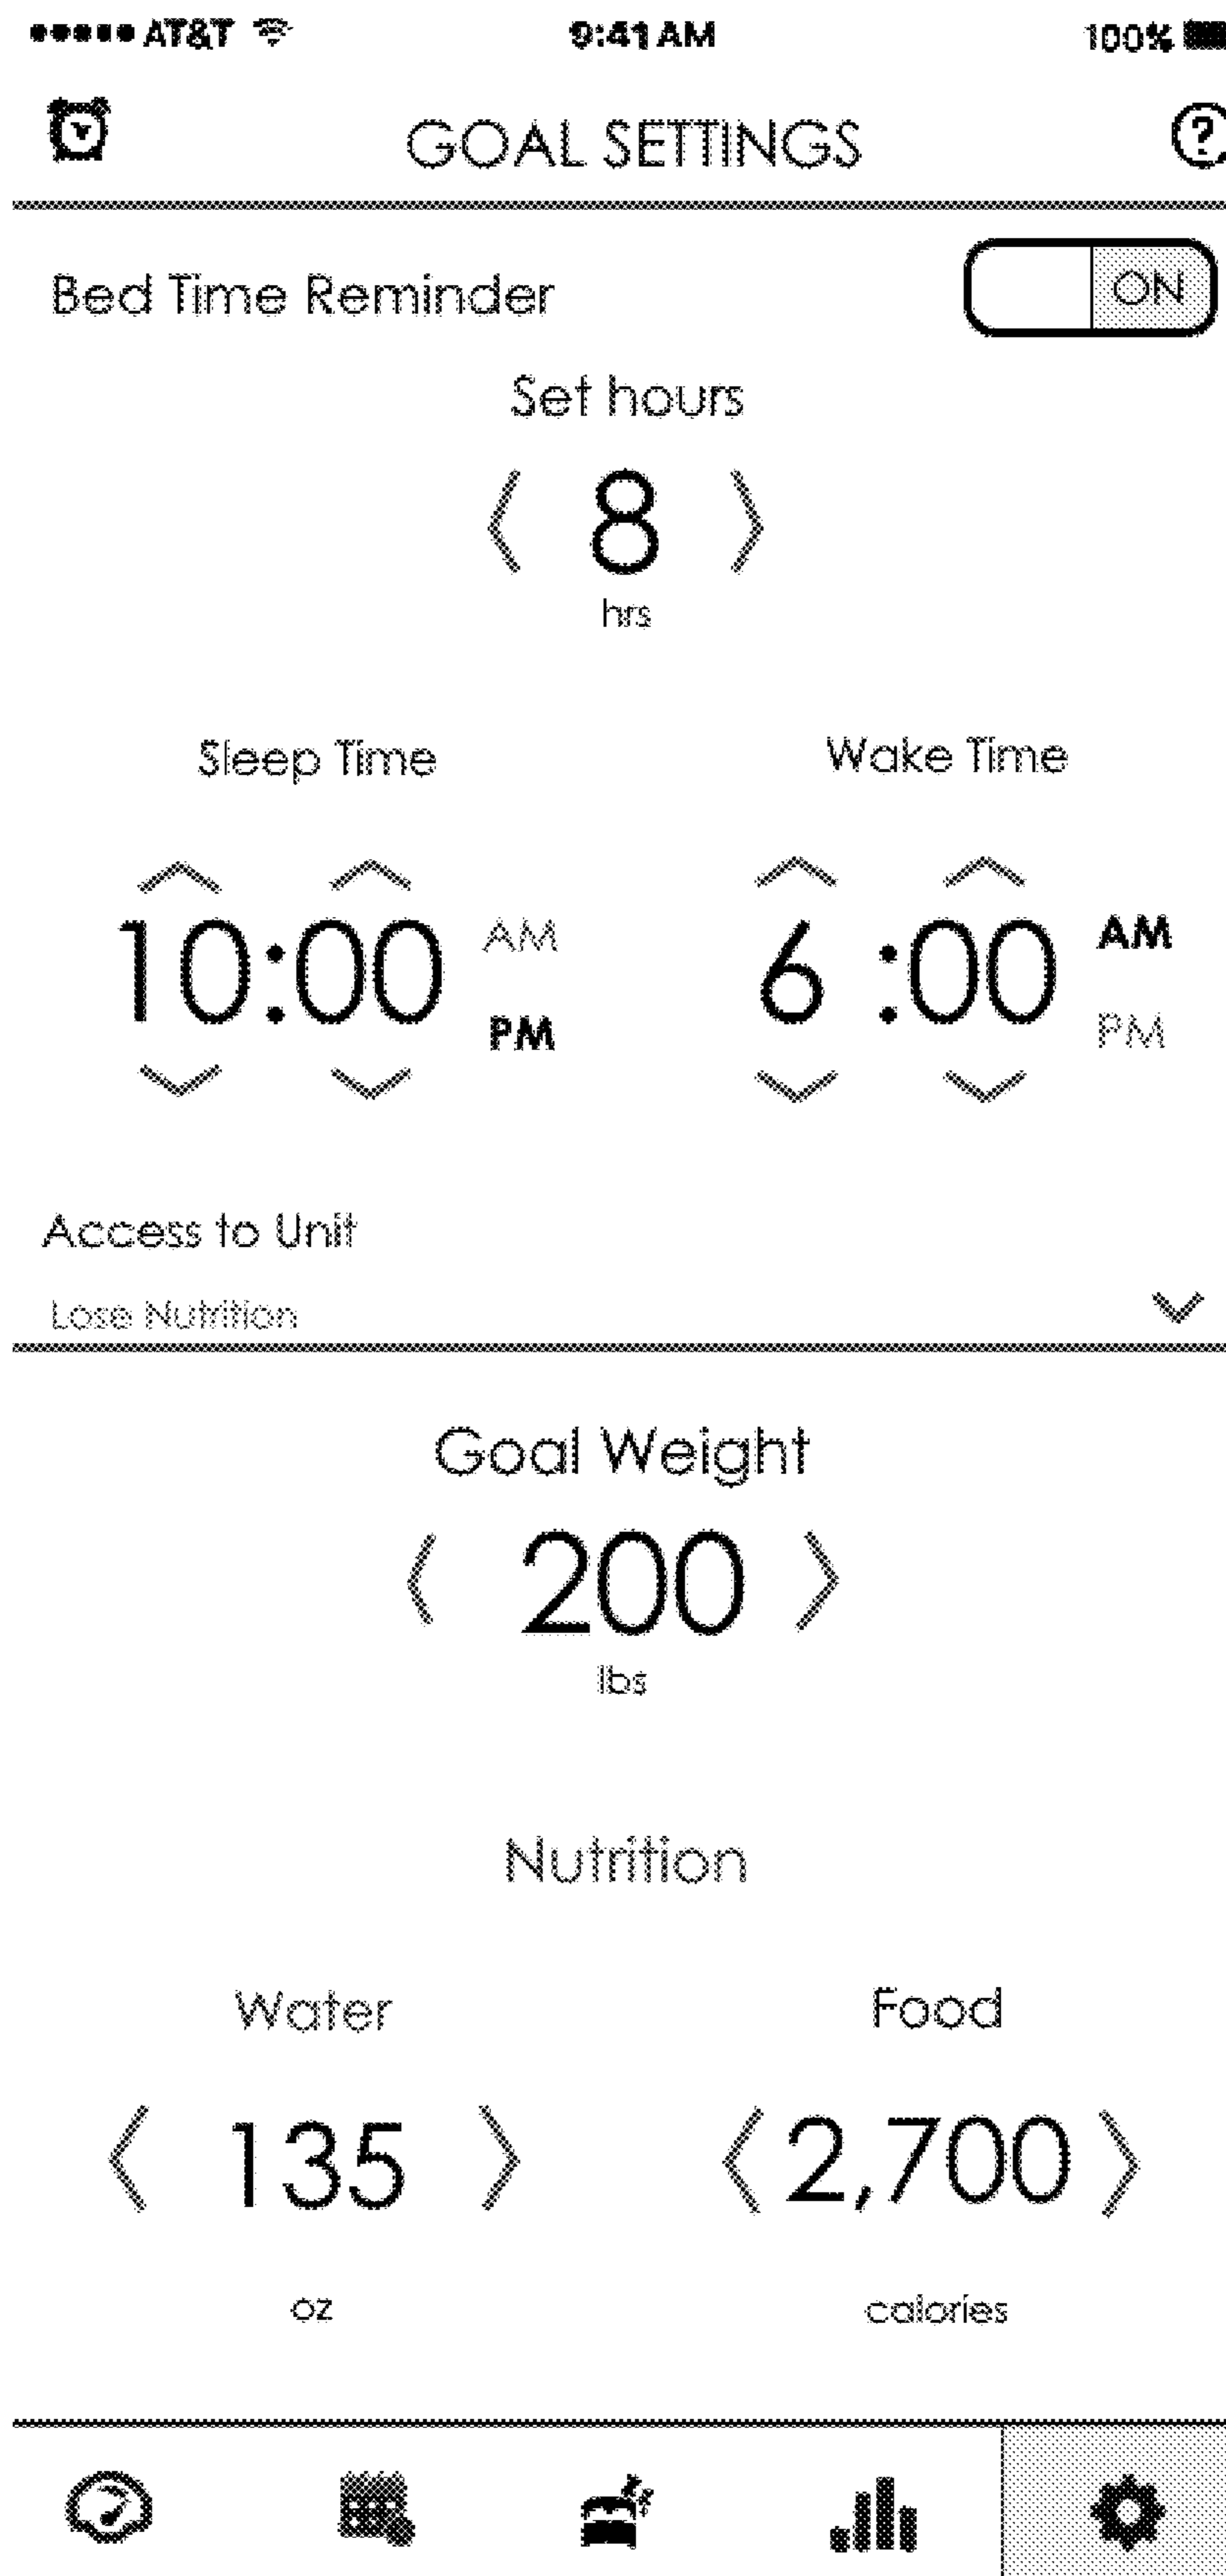 AT&T 9:41 AM 100%
GOAL SETTINGS ?
Bed Time Reminder ON
Set hours
8
hrs
Sleep Time Wake Time
10:00 AM PM 6 :00 AM PM
Access to Unit
Lose Nutrition
Goal Weight
200
lbs
Nutrition
Water Food
135 2,700
oz calories